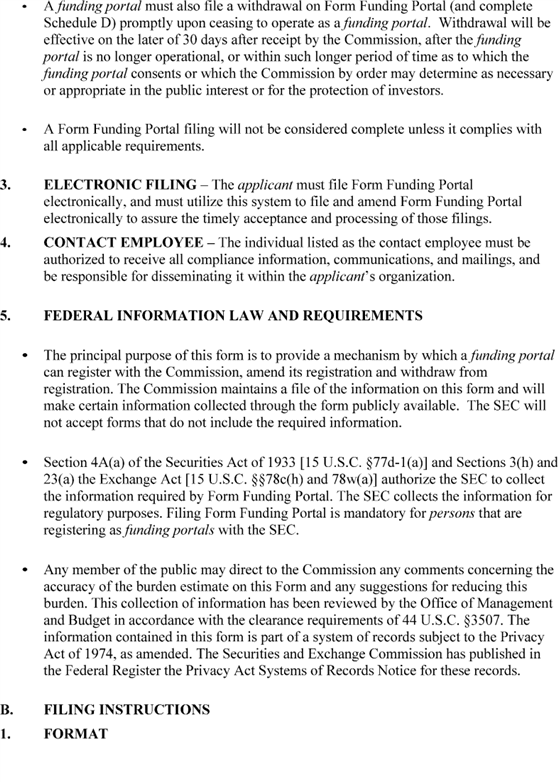 • A funding portal must also file a withdrawal on Form Funding Portal (and complete
Schedule D) promptly upon ceasing to operate as a funding portal.  Withdrawal will be
effective on the later of 30 days after receipt by the Commission, after the funding
portal is no longer operational, or within such longer period of time as to which the
funding portal consents or which the Commission by order may determine as necessary
or appropriate in the public interest or for the protection of investors.
• A Form Funding Portal filing will not be considered complete unless it complies with
all applicable requirements.
3. ELECTRONIC FILING – The applicant must file Form Funding Portal
electronically, and must utilize this system to file and amend Form Funding Portal
electronically to assure the timely acceptance and processing of those filings.
4. CONTACT EMPLOYEE – The individual listed as the contact employee must be
authorized to receive all compliance information, communications, and mailings, and
be responsible for disseminating it within the applicant's organization.
5. FEDERAL INFORMATION LAW AND REQUIREMENTS
• The principal purpose of this form is to provide a mechanism by which a funding portal
can register with the Commission, amend its registration and withdraw from
registration. The Commission maintains a file of the information on this form and will
make certain information collected through the form publicly available.  The SEC will
not accept forms that do not include the required information.
• Section 4A(a) of the Securities Act of 1933 [15 U.S.C. §77d-1(a)] and Sections 3(h) and
23(a) the Exchange Act [15 U.S.C. §§78c(h) and 78w(a)] authorize the SEC to collect
the information required by Form Funding Portal. The SEC collects the information for
regulatory purposes. Filing Form Funding Portal is mandatory for persons that are
registering as funding portals with the SEC.
• Any member of the public may direct to the Commission any comments concerning the
accuracy of the burden estimate on this Form and any suggestions for reducing this
burden. This collection of information has been reviewed by the Office of Management
and Budget in accordance with the clearance requirements of 44 U.S.C. §3507. The
information contained in this form is part of a system of records subject to the Privacy
Act of 1974, as amended. The Securities and Exchange Commission has published in
the Federal Register the Privacy Act Systems of Records Notice for these records.
B. FILING INSTRUCTIONS
1. FORMAT